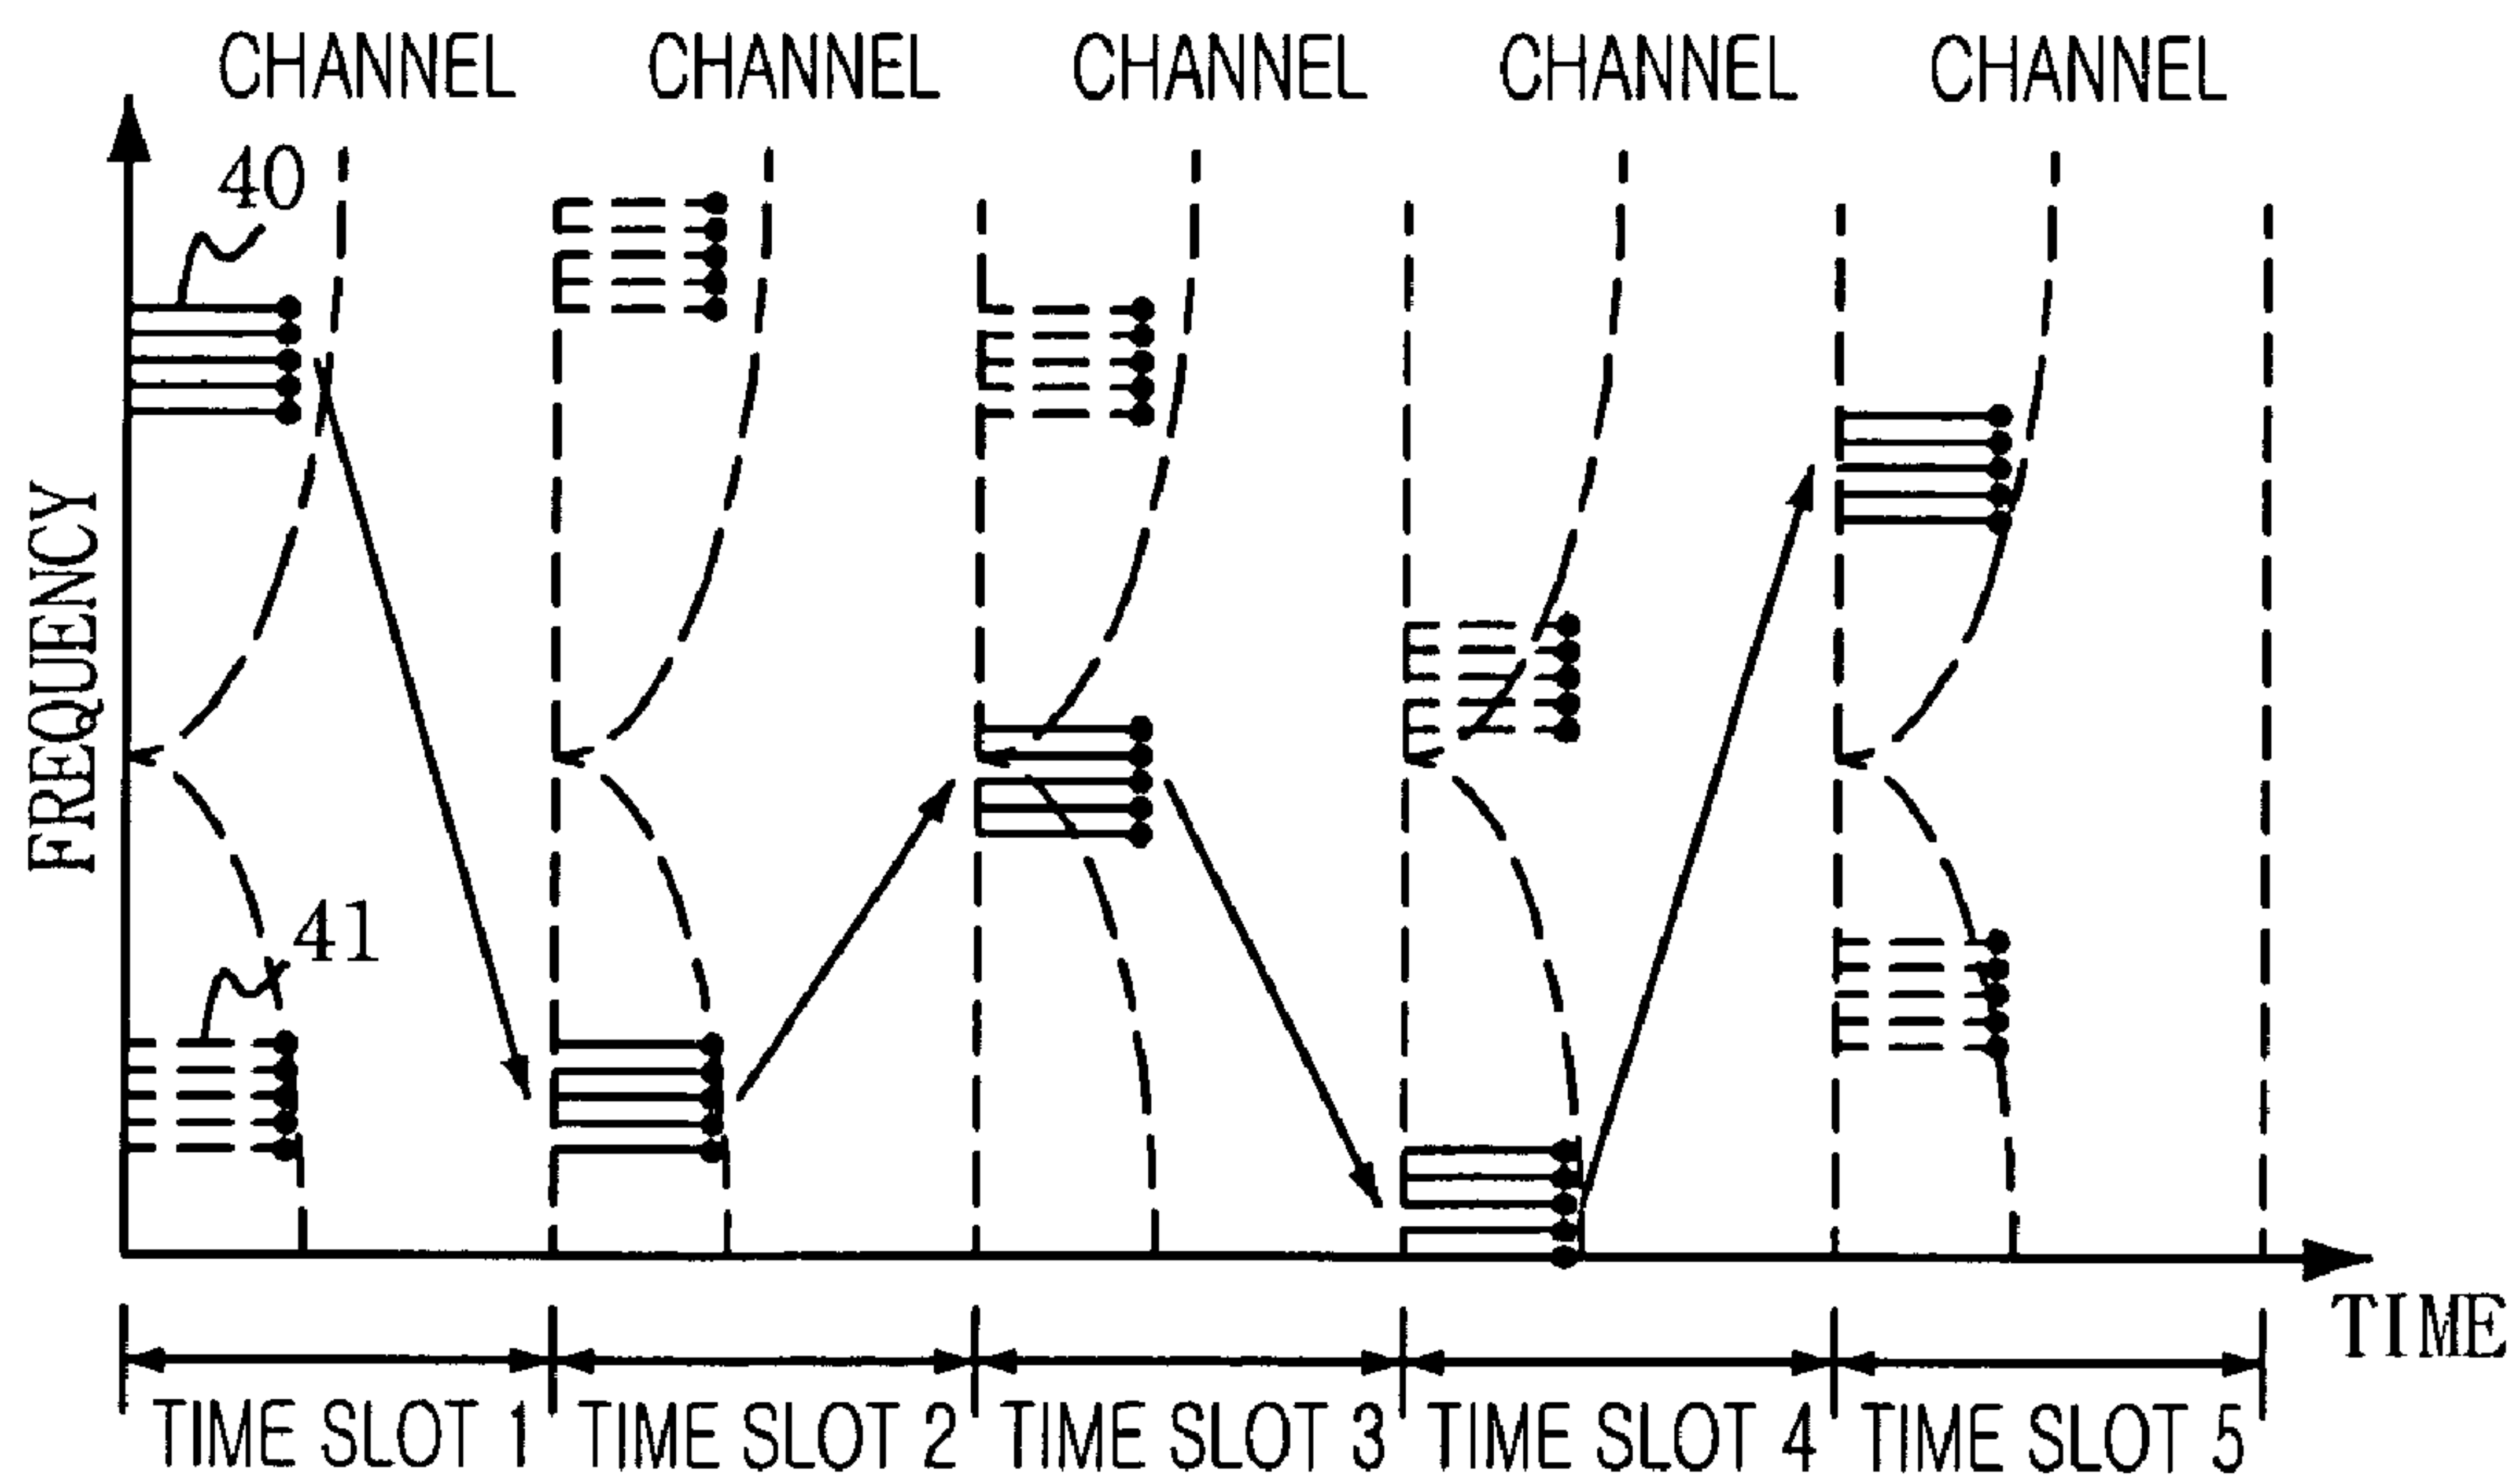 CHANNEL CHANNEL CHANNEL CHANNEL CHANNEL
40
FREQUENCY
41
TIME
TIME SLOT 1 TIME SLOT 2 TIME SLOT 3 TIME SLOT 4 TIME SLOT 5